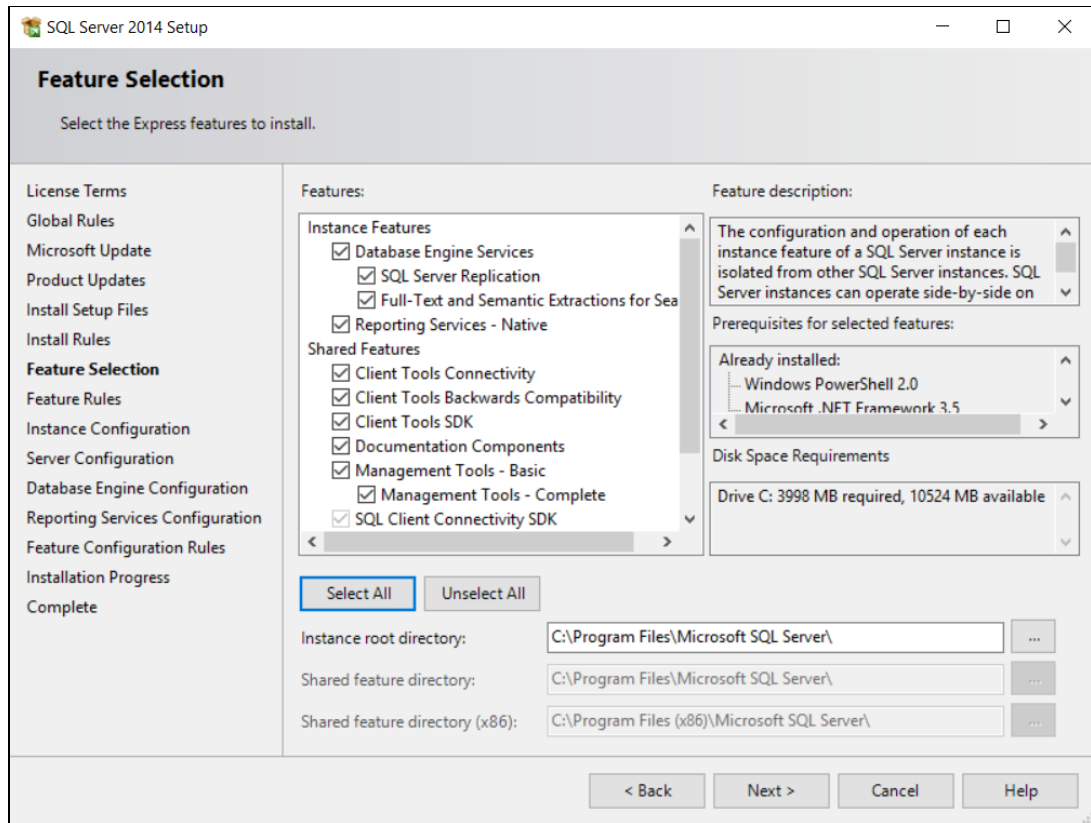 SQL Server 2014 Setup
Feature Selection
Select the Express features to install.
License Terms
Global Rules
Microsoft Update
Product Updates
Install Setup Files
Install Rules
Feature Selection
Feature Rules
Instance Configuration
Server Configuration
Database Engine Configuration
Reporting Services Configuration
Feature Configuration Rules
Installation Progress
Complete
Features:
Instance Features
Database Engine Services
SQL Server Replication
Full-Text and Semantic Extractions for Sea
Reporting Services - Native
Shared Features
Client Tools Connectivity
Client Tools Backwards Compatibility
Client Tools SDK
Documentation Components
Management Tools - Basic
Management Tools - Complete
SQL Client Connectivity SDK
Feature description:
The configuration and operation of each
instance feature of a SQL Server instance is
isolated from other SQL Server instances. SQL
Server instances can operate side-by-side on
Prerequisites for selected features:
Already installed:
Windows PowerShell 2.0
Microsoft .NET Framework 3.5
Disk Space Requirements
Drive C: 3998 MB required, 10524 MB available
Select All
Unselect All
Instance root directory:
C:\Program Files\Microsoft SQL Server\
...
Shared feature directory:
C:\Program Files\Microsoft SQL Server\
...
Shared feature directory (x86):
C:\Program Files (x86)\Microsoft SQL Server\
...
< Back
Next >
Cancel
Help